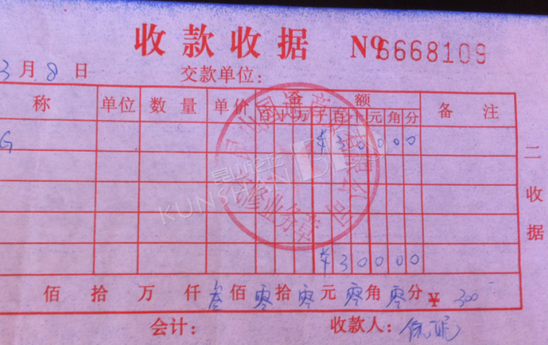 收款收据 №6668109
3月8日 交款单位:
称 单位 数量 单价 金额 备注
百十万千百十元角分
G ¥30000
二收据
¥30000
佰拾万仟叁佰零拾零元零角零分¥300
会计: 收款人: